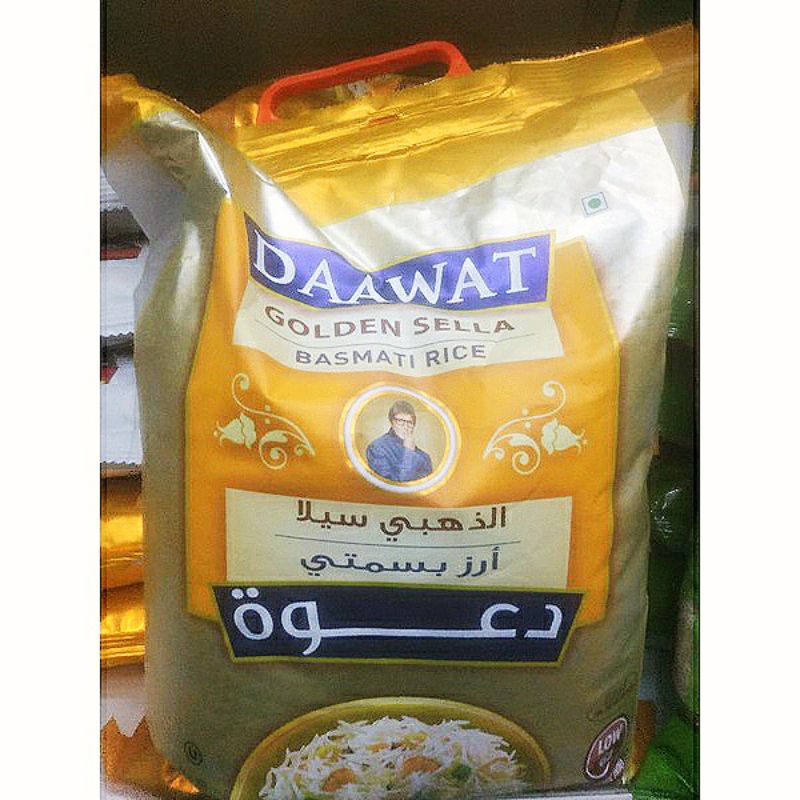 DAAWAT
GOLDEN SELLA
BASMATI RICE
الذهبي سيلا
أرز بسمتي
دعوة
LOW